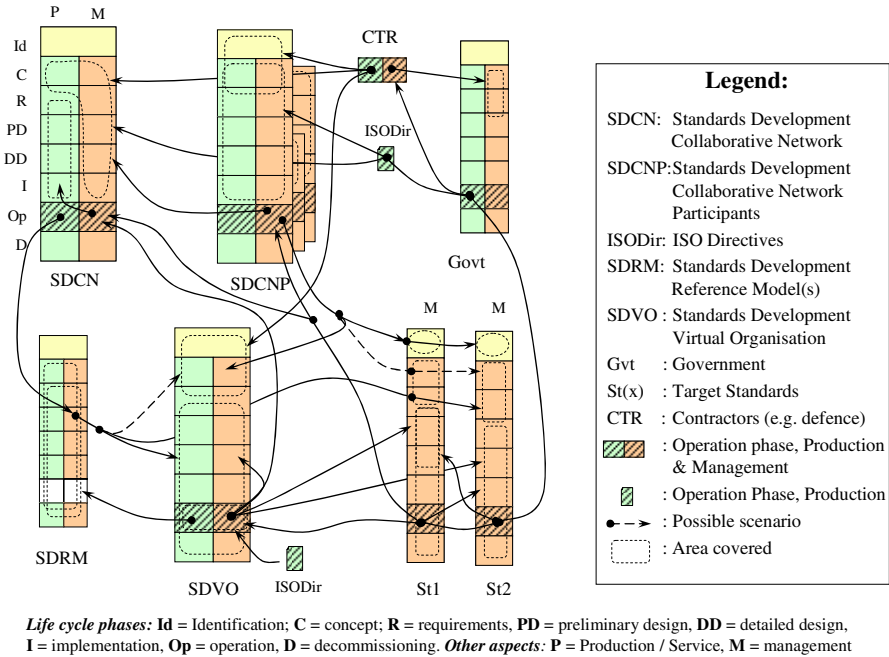 P M
Id
C
R
PD
DD
I
Op
D
SDCN
SDCNP
CTR
ISODir
Govt
M M
SDRM
SDVO
ISODir
St1
St2
Legend:
SDCN: Standards Development
Collaborative Network
SDCNP: Standards Development
Collaborative Network
Participants
ISODir: ISO Directives
SDRM: Standards Development
Reference Model(s)
SDVO : Standards Development
Virtual Organisation
Gvt : Government
St(x) : Target Standards
CTR : Contractors (e.g. defence)
: Operation phase, Production
& Management
: Operation Phase, Production
: Possible scenario
: Area covered
Life cycle phases: Id = Identification; C = concept; R = requirements, PD = preliminary design, DD = detailed design,
I = implementation, Op = operation, D = decommissioning. Other aspects: P = Production / Service, M = management